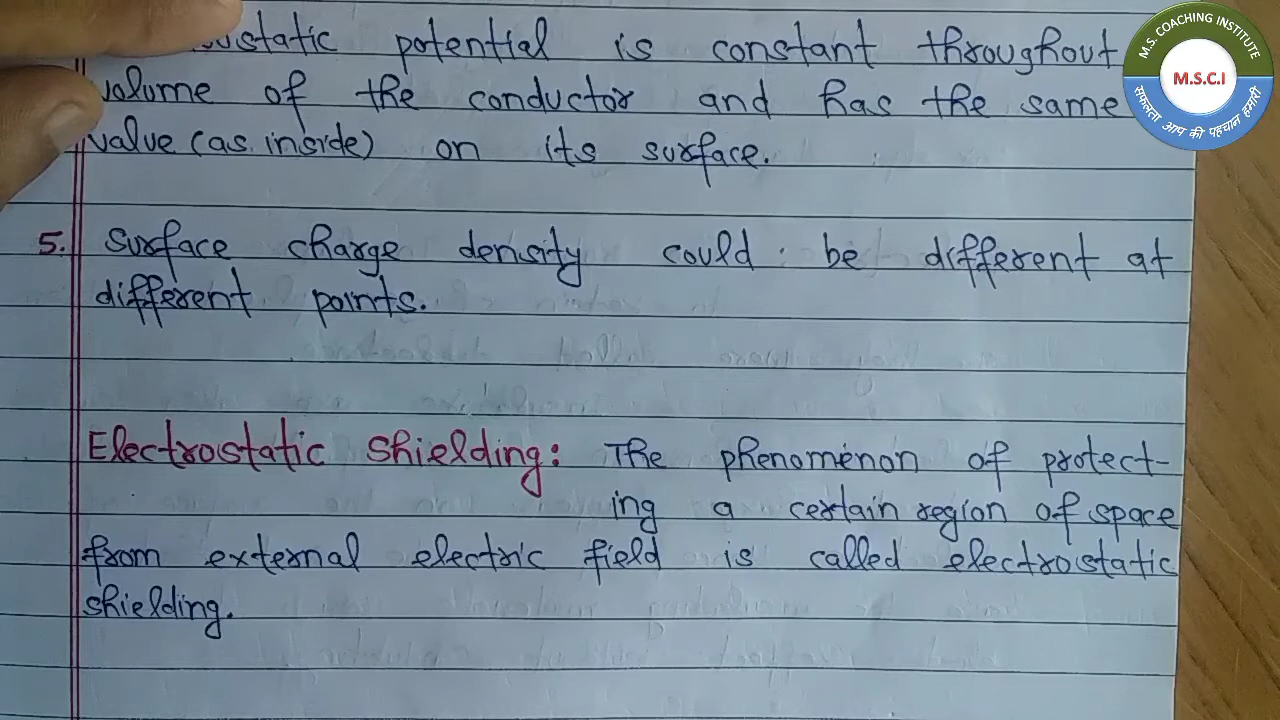 ostatic potential is constant throughout
volume of the conductor and has the same
value (as inside) on its surface.
5. Surface charge density could be different at
different points.
Electrostatic Shielding: The phenomenon of protect-
ing a certain region of space
from external electric field is called electrostatic
shielding.
M.S. COACHING INSTITUTE
M.S.C.I
सफलता आप की पहचान हमारी